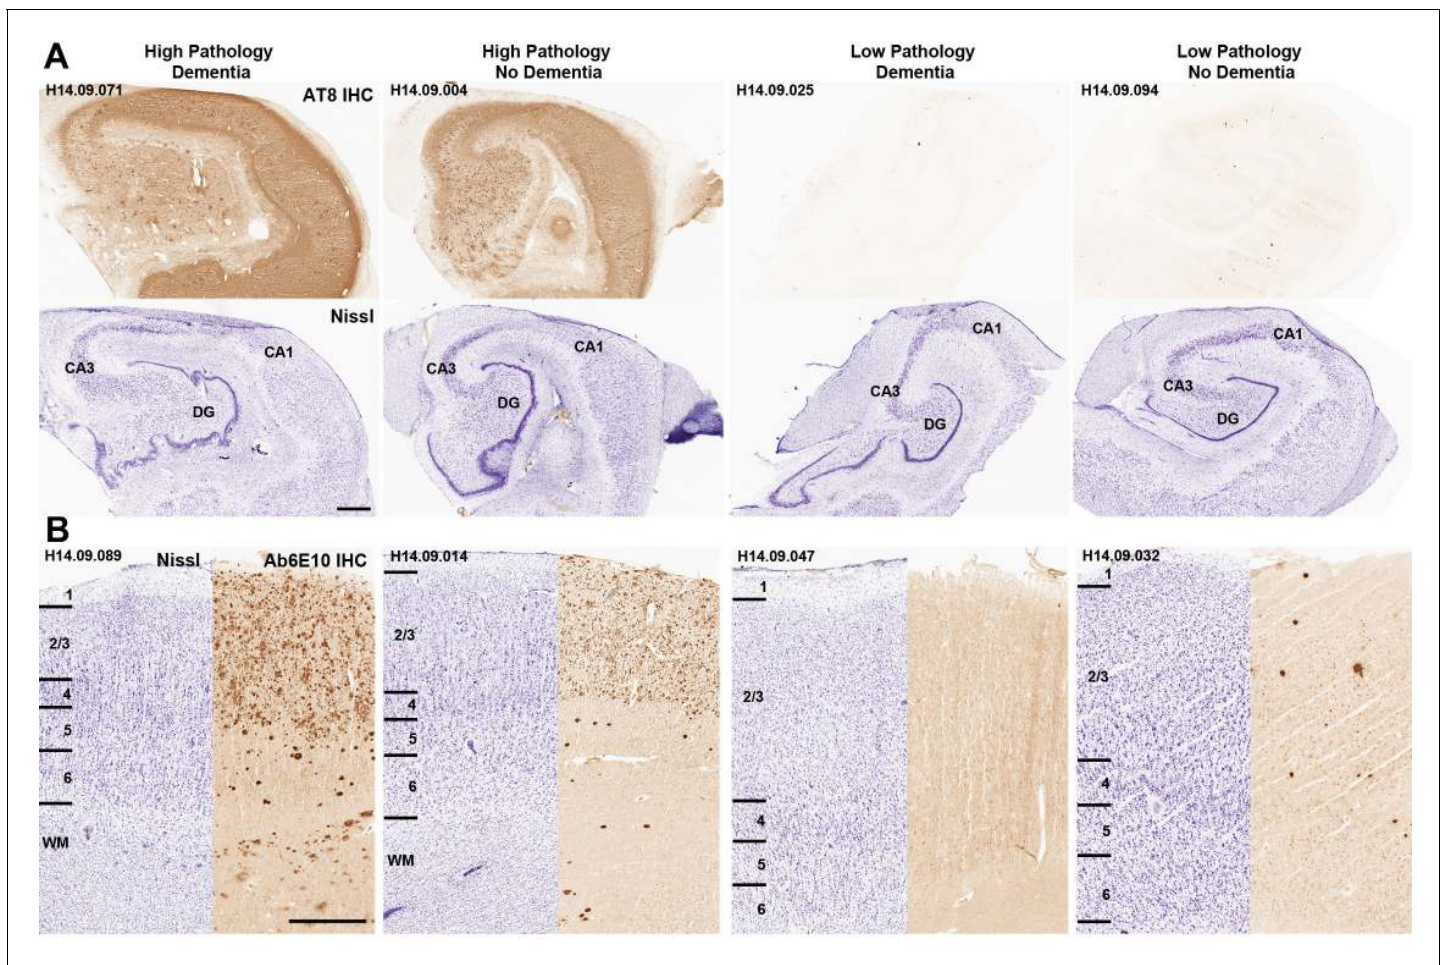 A
High Pathology
Dementia
High Pathology
No Dementia
Low Pathology
Dementia
Low Pathology
No Dementia
H14.09.071
AT8 IHC
H14.09.004
H14.09.025
H14.09.094
Nissl
CA3
CA1
DG
CA3
CA1
DG
CA3
CA1
DG
CA3
CA1
DG
B
H14.09.089
Nissl
Ab6E10 IHC
H14.09.014
H14.09.047
H14.09.032
1
2/3
4
5
6
WM
2/3
4
5
6
WM
1
2/3
4
5
6
1
2/3
4
5
6